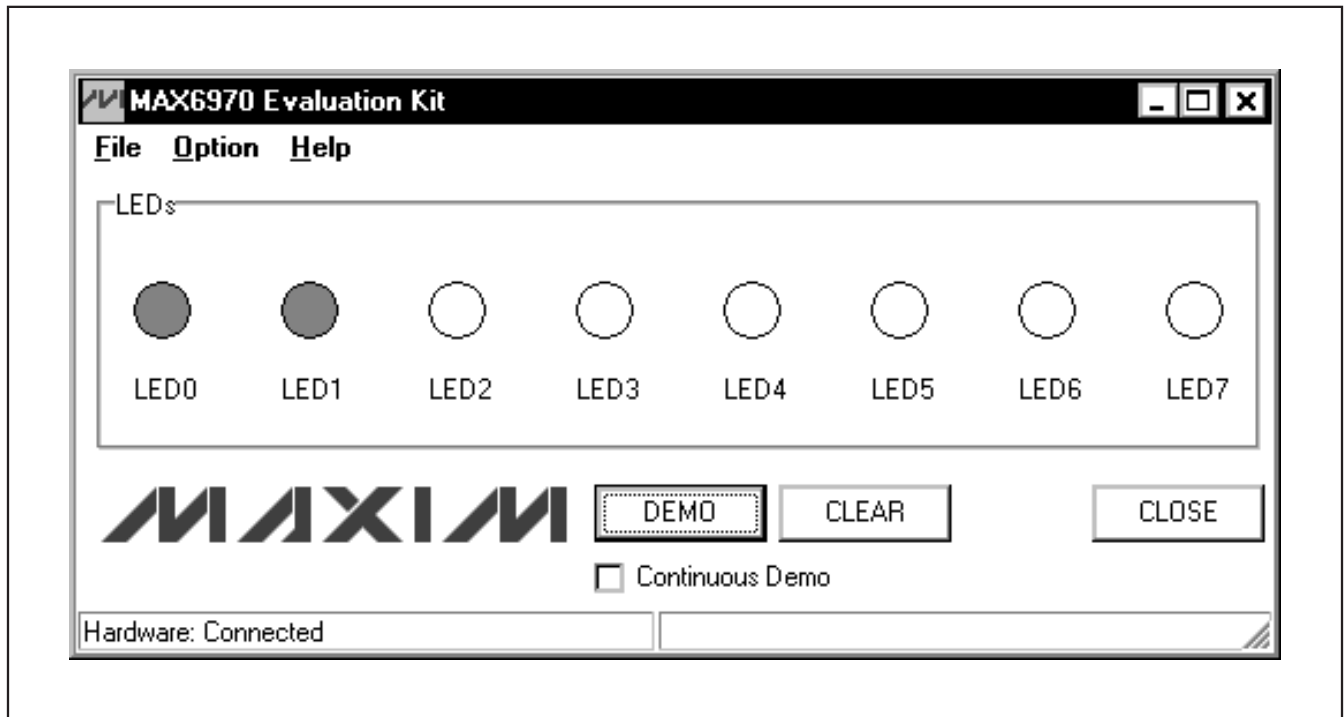 MAX6970 Evaluation Kit
File Option Help
LEDs
LED0 LED1 LED2 LED3 LED4 LED5 LED6 LED7
MAXIM DEMO CLEAR CLOSE
Continuous Demo
Hardware: Connected